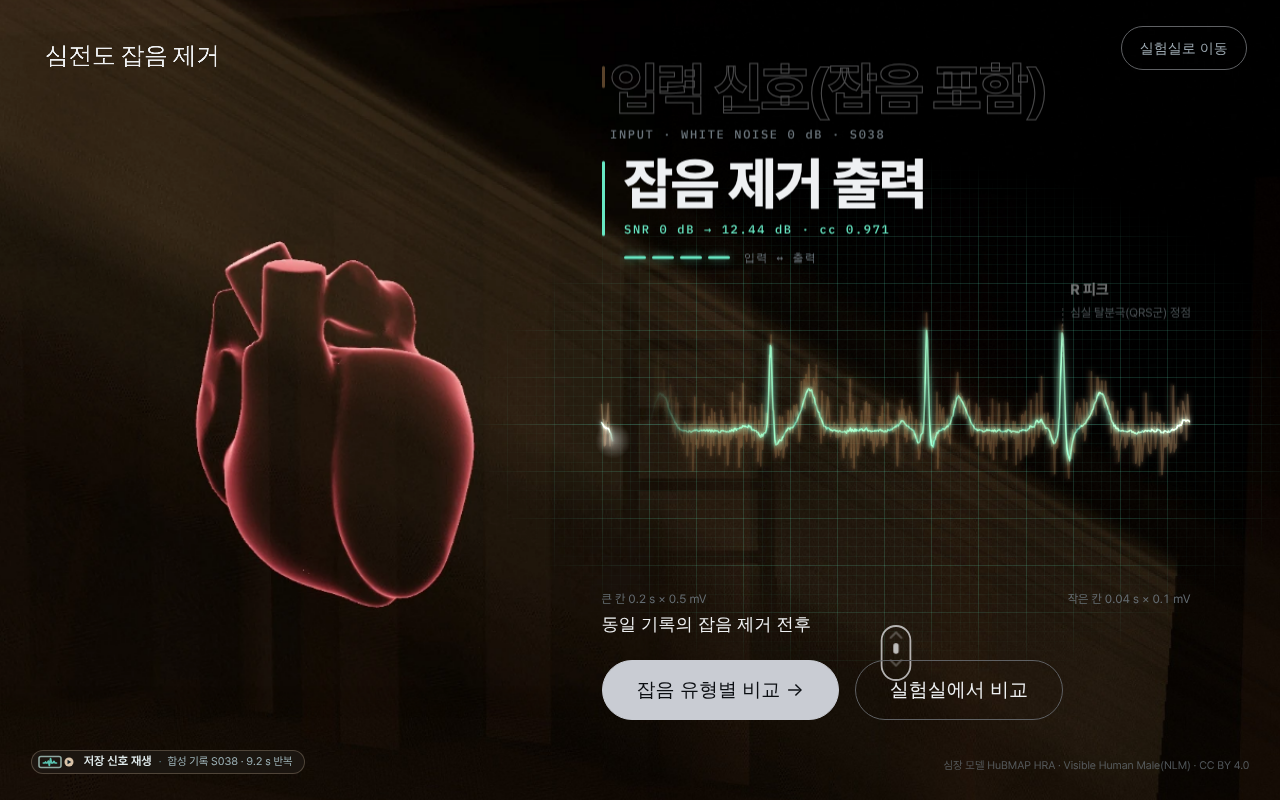 심전도 잡음 제거
실험실로 이동
입력 신호(잡음 포함)
INPUT · WHITE NOISE 0 dB · S038
잡음 제거 출력
SNR 0 dB → 12.44 dB · cc 0.971
입력 ↔ 출력
R 피크
심실 탈분극(QRS군) 정점
큰 칸 0.2 s × 0.5 mV
작은 칸 0.04 s × 0.1 mV
동일 기록의 잡음 제거 전후
잡음 유형별 비교 →
실험실에서 비교
저장 신호 재생 · 합성 기록 S038 · 9.2 s 반복
심장 모델 HuBMAP HRA · Visible Human Male(NLM) · CC BY 4.0